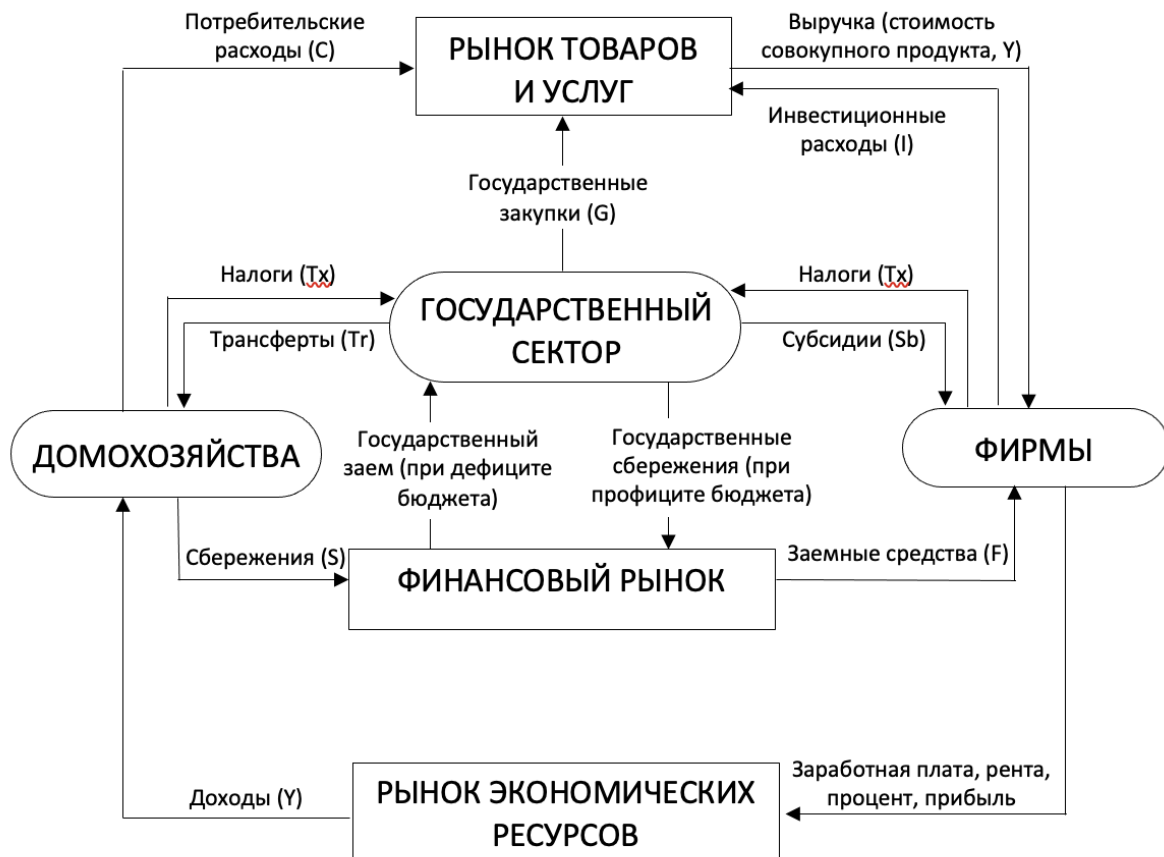 Потребительские
расходы (C)
РЫНОК ТОВАРОВ
И УСЛУГ
Выручка (стоимость
совокупного продукта, Y)
Инвестиционные
расходы (I)
Государственные
закупки (G)
Налоги (Tx)
ГОСУДАРСТВЕННЫЙ
СЕКТОР
Налоги (Tx)
Трансферты (Tr)
Субсидии (Sb)
ДОМОХОЗЯЙСТВА
Государственный
заем (при дефиците
бюджета)
Государственные
сбережения (при
профиците бюджета)
ФИРМЫ
Сбережения (S)
ФИНАНСОВЫЙ РЫНОК
Заемные средства (F)
Доходы (Y)
РЫНОК ЭКОНОМИЧЕСКИХ
РЕСУРСОВ
Заработная плата, рента,
процент, прибыль